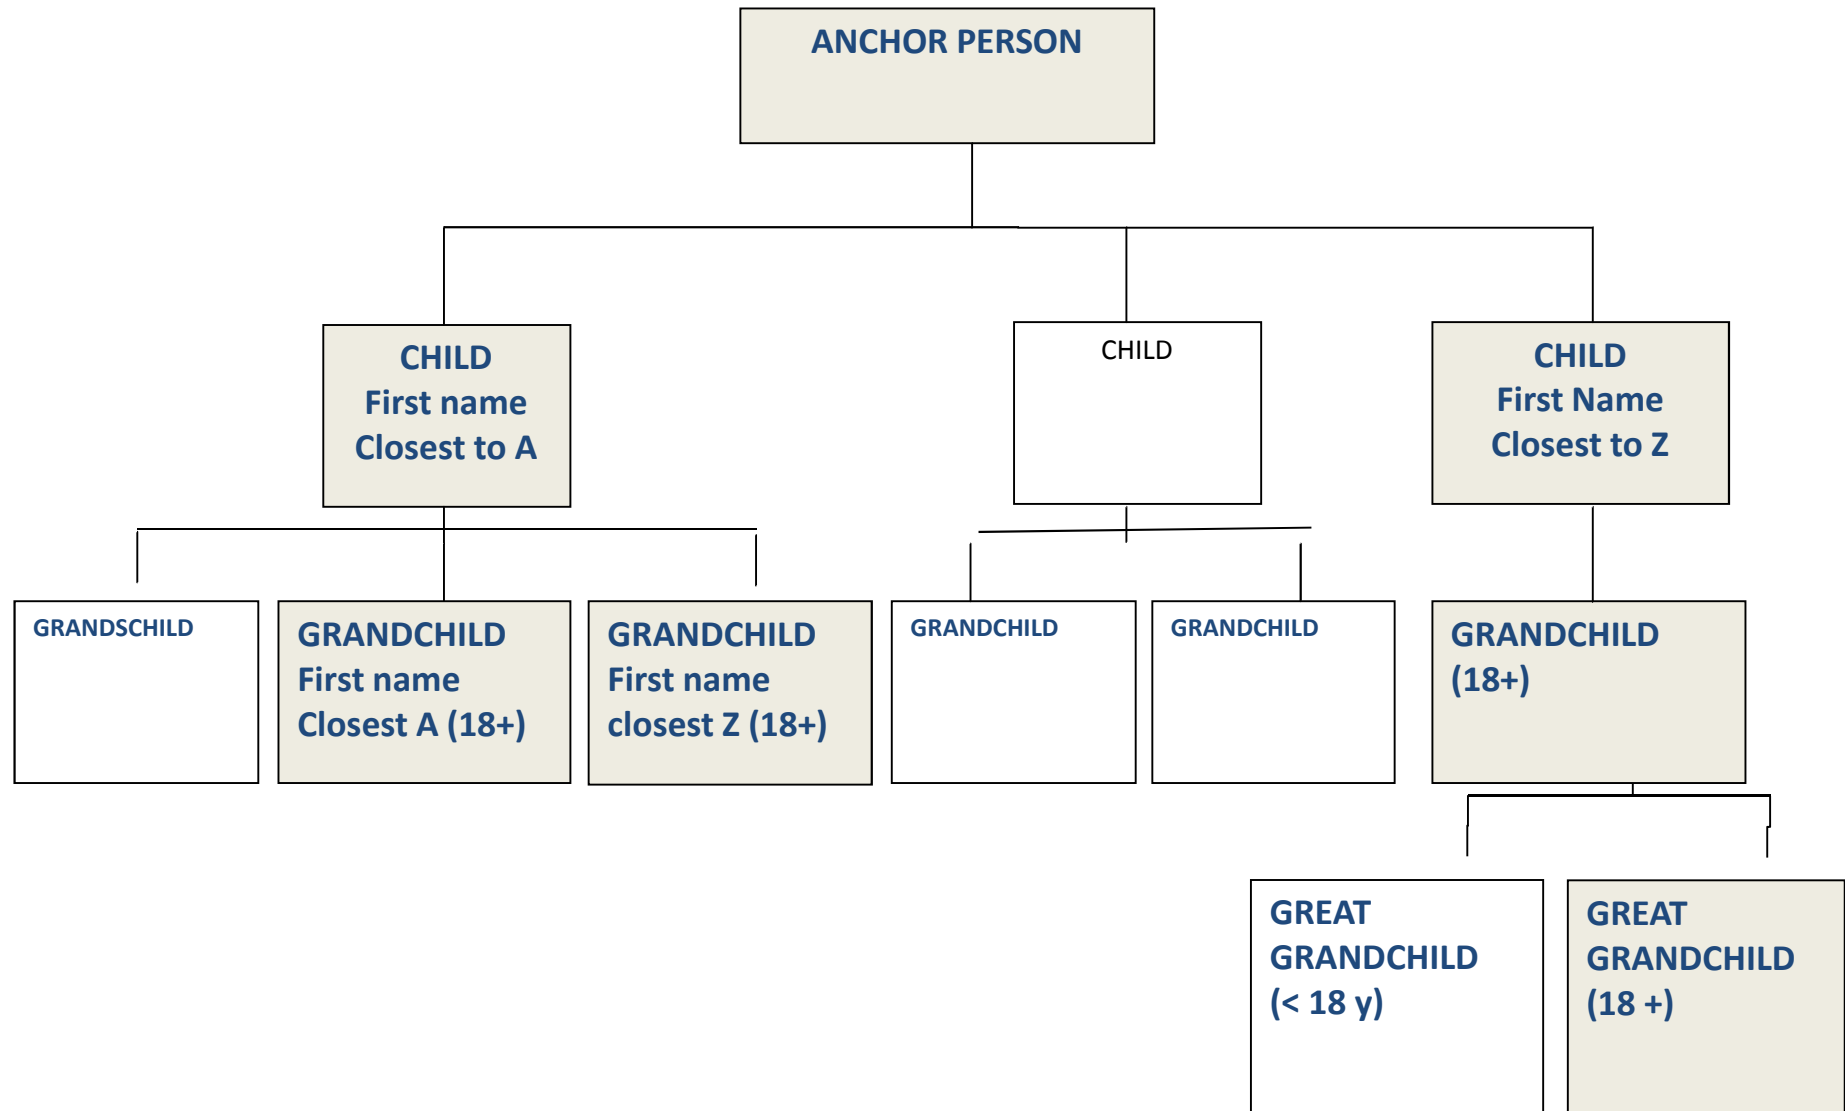 ANCHOR PERSON
CHILD
First name
Closest to A
CHILD
CHILD
First Name
Closest to Z
GRANDSCHILD
GRANDCHILD
First name
Closest A (18+)
GRANDCHILD
First name
closest Z (18+)
GRANDCHILD
GRANDCHILD
GRANDCHILD
(18+)
GREAT
GRANDCHILD
(< 18 y)
GREAT
GRANDCHILD
(18 +)